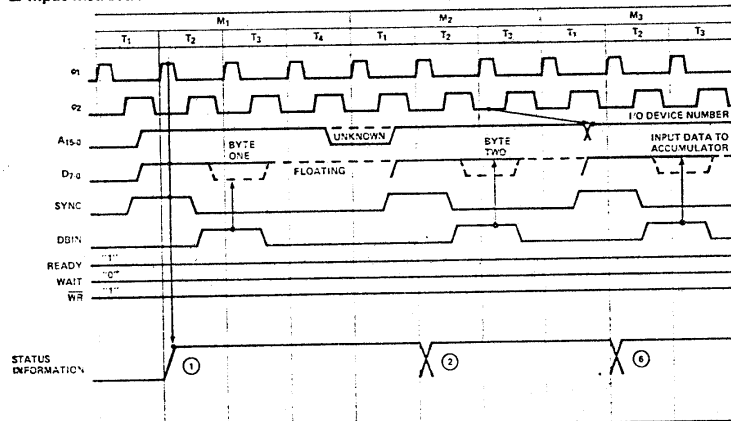 M1 M2 M3
T1 T2 T3 T4 T1 T2 T3 T1 T2 T3
φ1
φ2
I/O DEVICE NUMBER
A15-0
UNKNOWN
BYTE
ONE
BYTE
TWO
INPUT DATA TO
ACCUMULATOR
D7-0
FLOATING
SYNC
DBIN
READY "1"
WAIT "0"
WR "1"
STATUS
INFORMATION
1 2 6